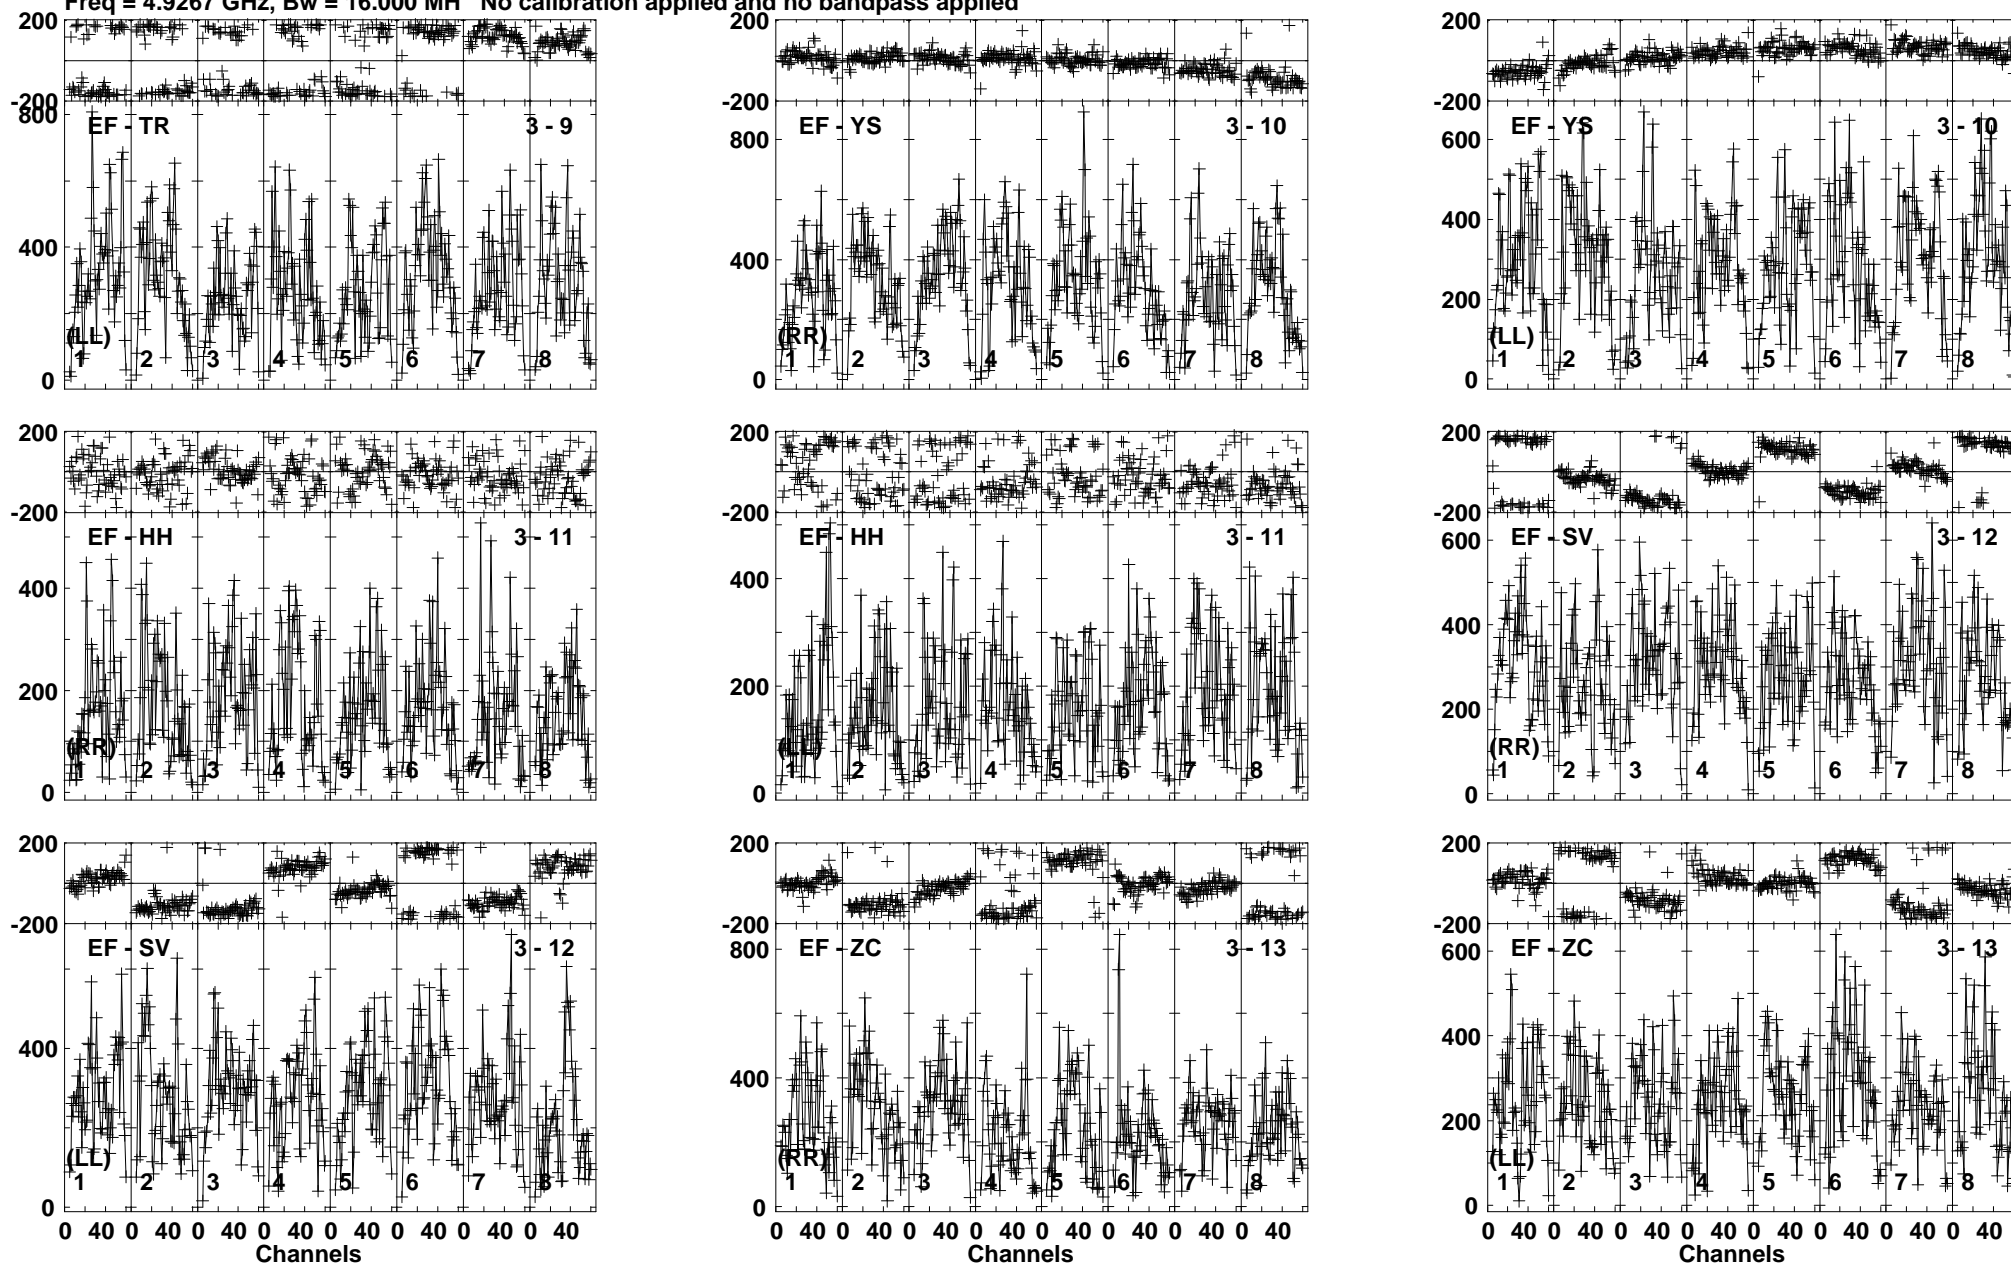 Freq = 4.9267 GHz, Bw = 16.000 MH No calibration applied and no bandpass applied
200 200 200
-200 -200 -200
800 EF - TR 3 - 9
800 EF - YS 3 - 10
600 EF - YS 3 - 10
400 400 400
200
(LL) (RR) (LL)
1 2 3 4 5 6 7 8
1 2 3 4 5 6 7 8
1 2 3 4 5 6 7 8
0 0 0
200 200 200
-200 -200 -200
EF - HH 3 - 11
EF - HH 3 - 11
600 EF - SV 3 - 12
400 400 400
200 200 200
(RR) (LL) (RR)
1 2 3 4 5 6 7 8
1 2 3 4 5 6 7 8
1 2 3 4 5 6 7 8
0 0 0
200 200 200
-200 -200 -200
EF - SV 3 - 12
800 EF - ZC 3 - 13
600 EF - ZC 3 - 13
400 400 400
200
(LL) (RR) (LL)
1 2 3 4 5 6 7 8
1 2 3 4 5 6 7 8
1 2 3 4 5 6 7 8
0 0 0
0 40 0 40 0 40 0 40 0 40 0 40 0 40 0 40
0 40 0 40 0 40 0 40 0 40 0 40 0 40 0 40
0 40 0 40 0 40 0 40 0 40 0 40 0 40 0 40
Channels Channels Channels